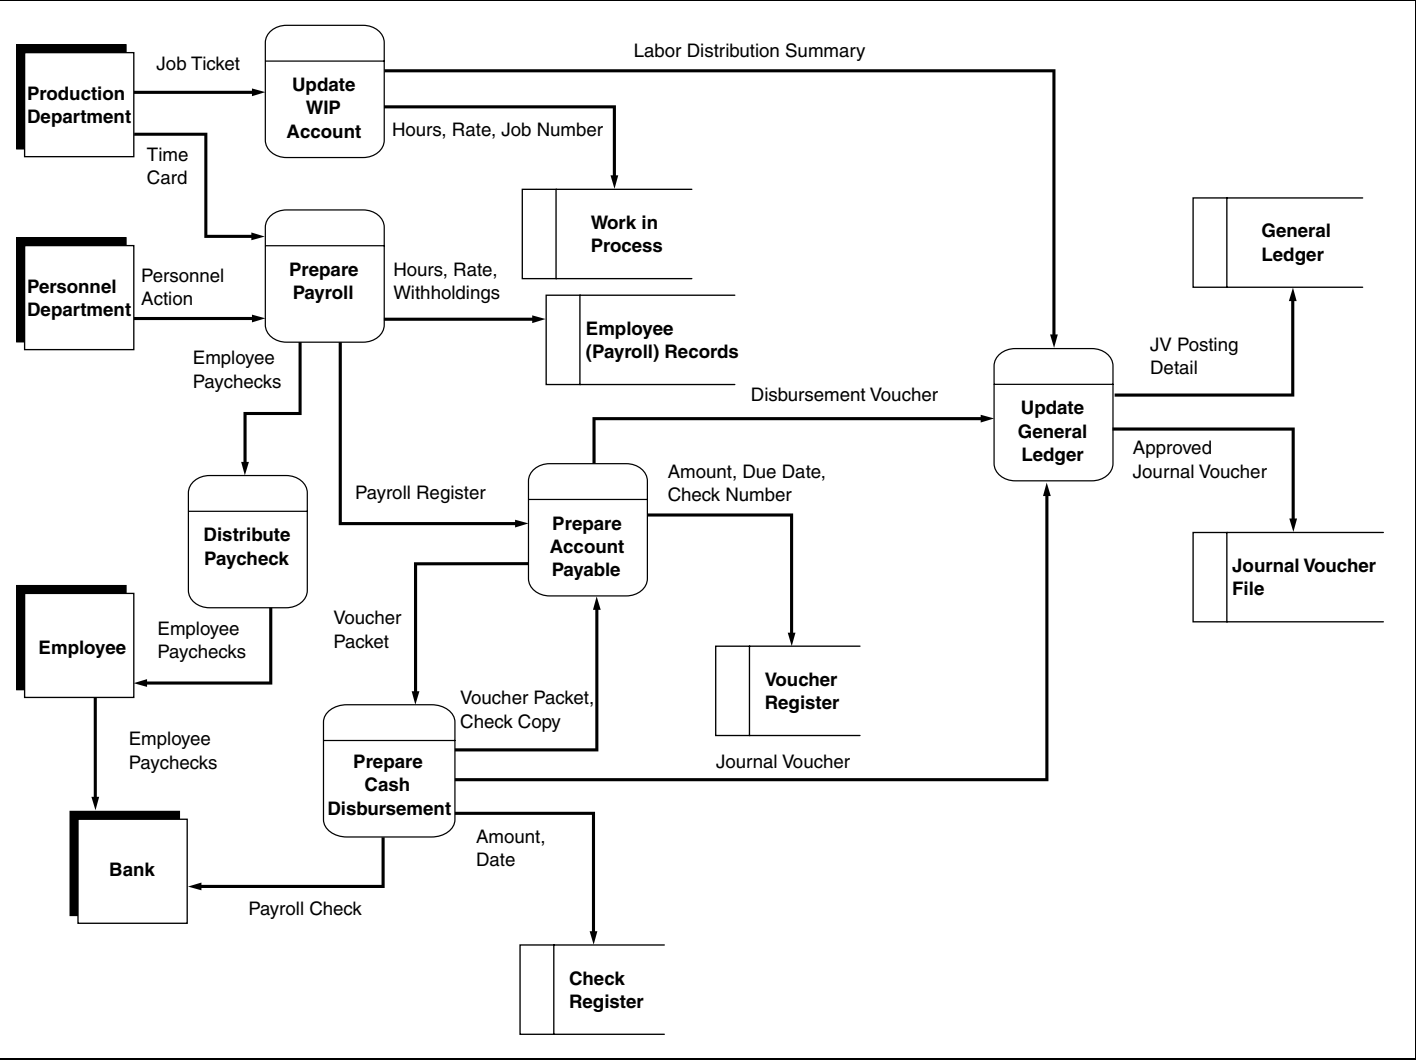 Labor Distribution Summary
Job Ticket
Production
Department
Update
WIP
Account
Hours, Rate, Job Number
Time
Card
Work in
Process
General
Ledger
Personnel
Department
Personnel
Action
Prepare
Payroll
Hours, Rate,
Withholdings
Employee
(Payroll) Records
Employee
Paychecks
JV Posting
Detail
Disbursement Voucher
Update
General
Ledger
Approved
Journal Voucher
Payroll Register
Amount, Due Date,
Check Number
Distribute
Paycheck
Prepare
Account
Payable
Journal Voucher
File
Employee
Employee
Paychecks
Voucher
Packet
Voucher
Register
Voucher Packet,
Check Copy
Employee
Paychecks
Prepare
Cash
Disbursement
Journal Voucher
Amount,
Date
Bank
Payroll Check
Check
Register